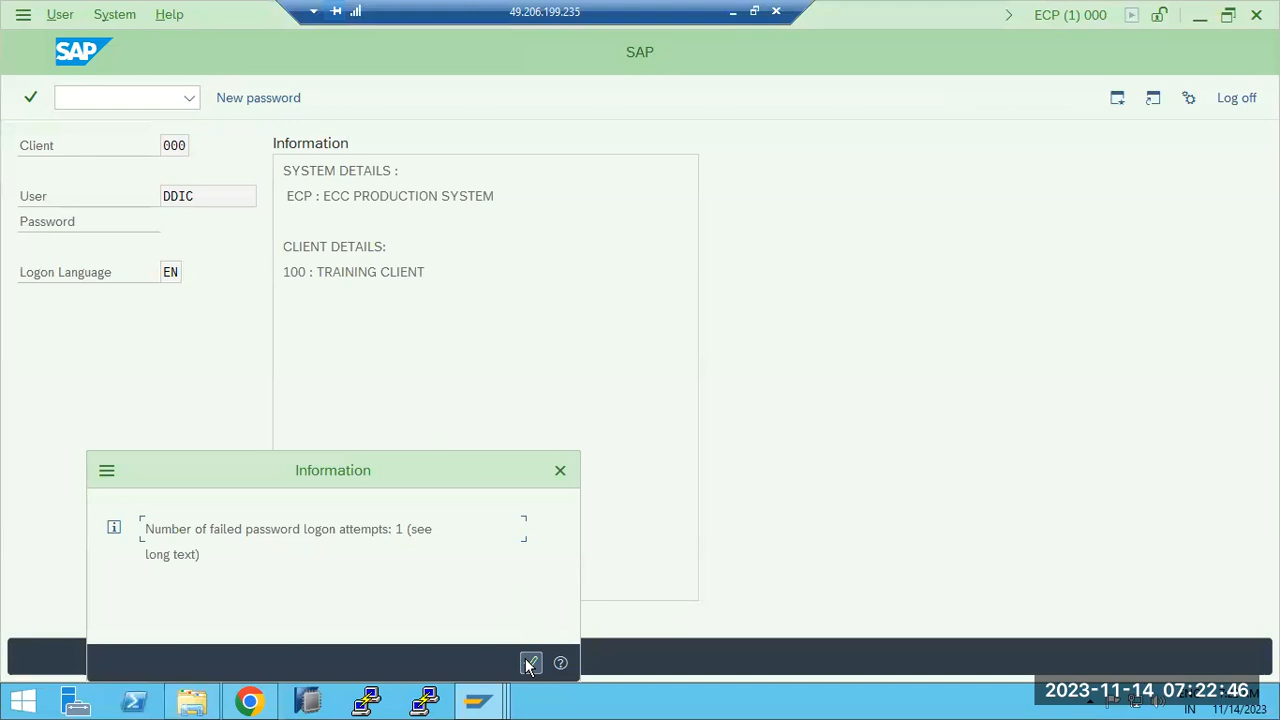 User System Help
49.206.199.235
ECP (1) 000
SAP
SAP
New password
Log off
Client 000
User DDIC
Password
Logon Language EN
Information
SYSTEM DETAILS :
ECP : ECC PRODUCTION SYSTEM
CLIENT DETAILS:
100 : TRAINING CLIENT
Information
Number of failed password logon attempts: 1 (see
long text)
2023-11-14 07:22:46
IN 11/14/2023